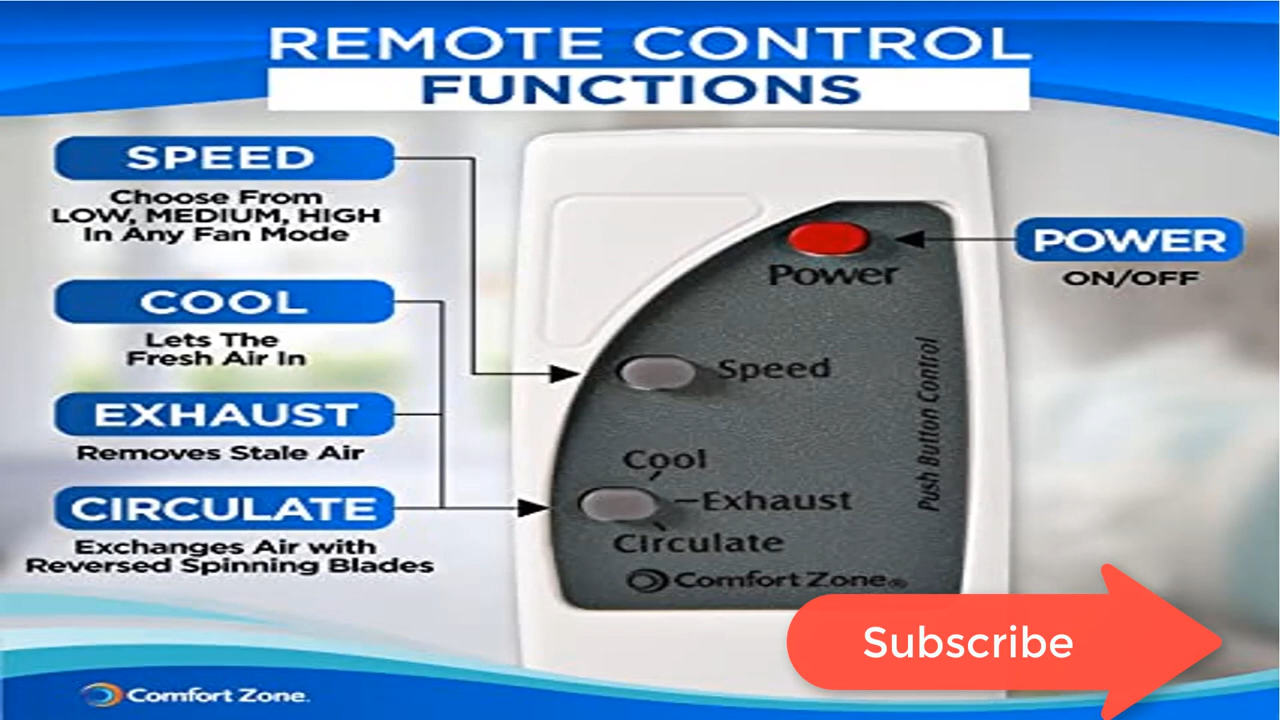 REMOTE CONTROL
FUNCTIONS
SPEED
Choose From
LOW, MEDIUM, HIGH
In Any Fan Mode
COOL
Lets The
Fresh Air In
EXHAUST
Removes Stale Air
CIRCULATE
Exchanges Air with
Reversed Spinning Blades
POWER
ON/OFF
Power
Speed
Cool
Exhaust
Circulate
Comfort Zone®
Push Button Control
Subscribe
Comfort Zone.